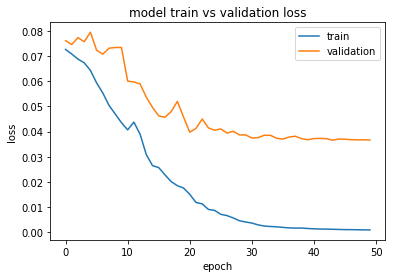 model train vs validation loss
train
validation
loss
0.08
0.07
0.06
0.05
0.04
0.03
0.02
0.01
0.00
0 10 20 30 40 50
epoch